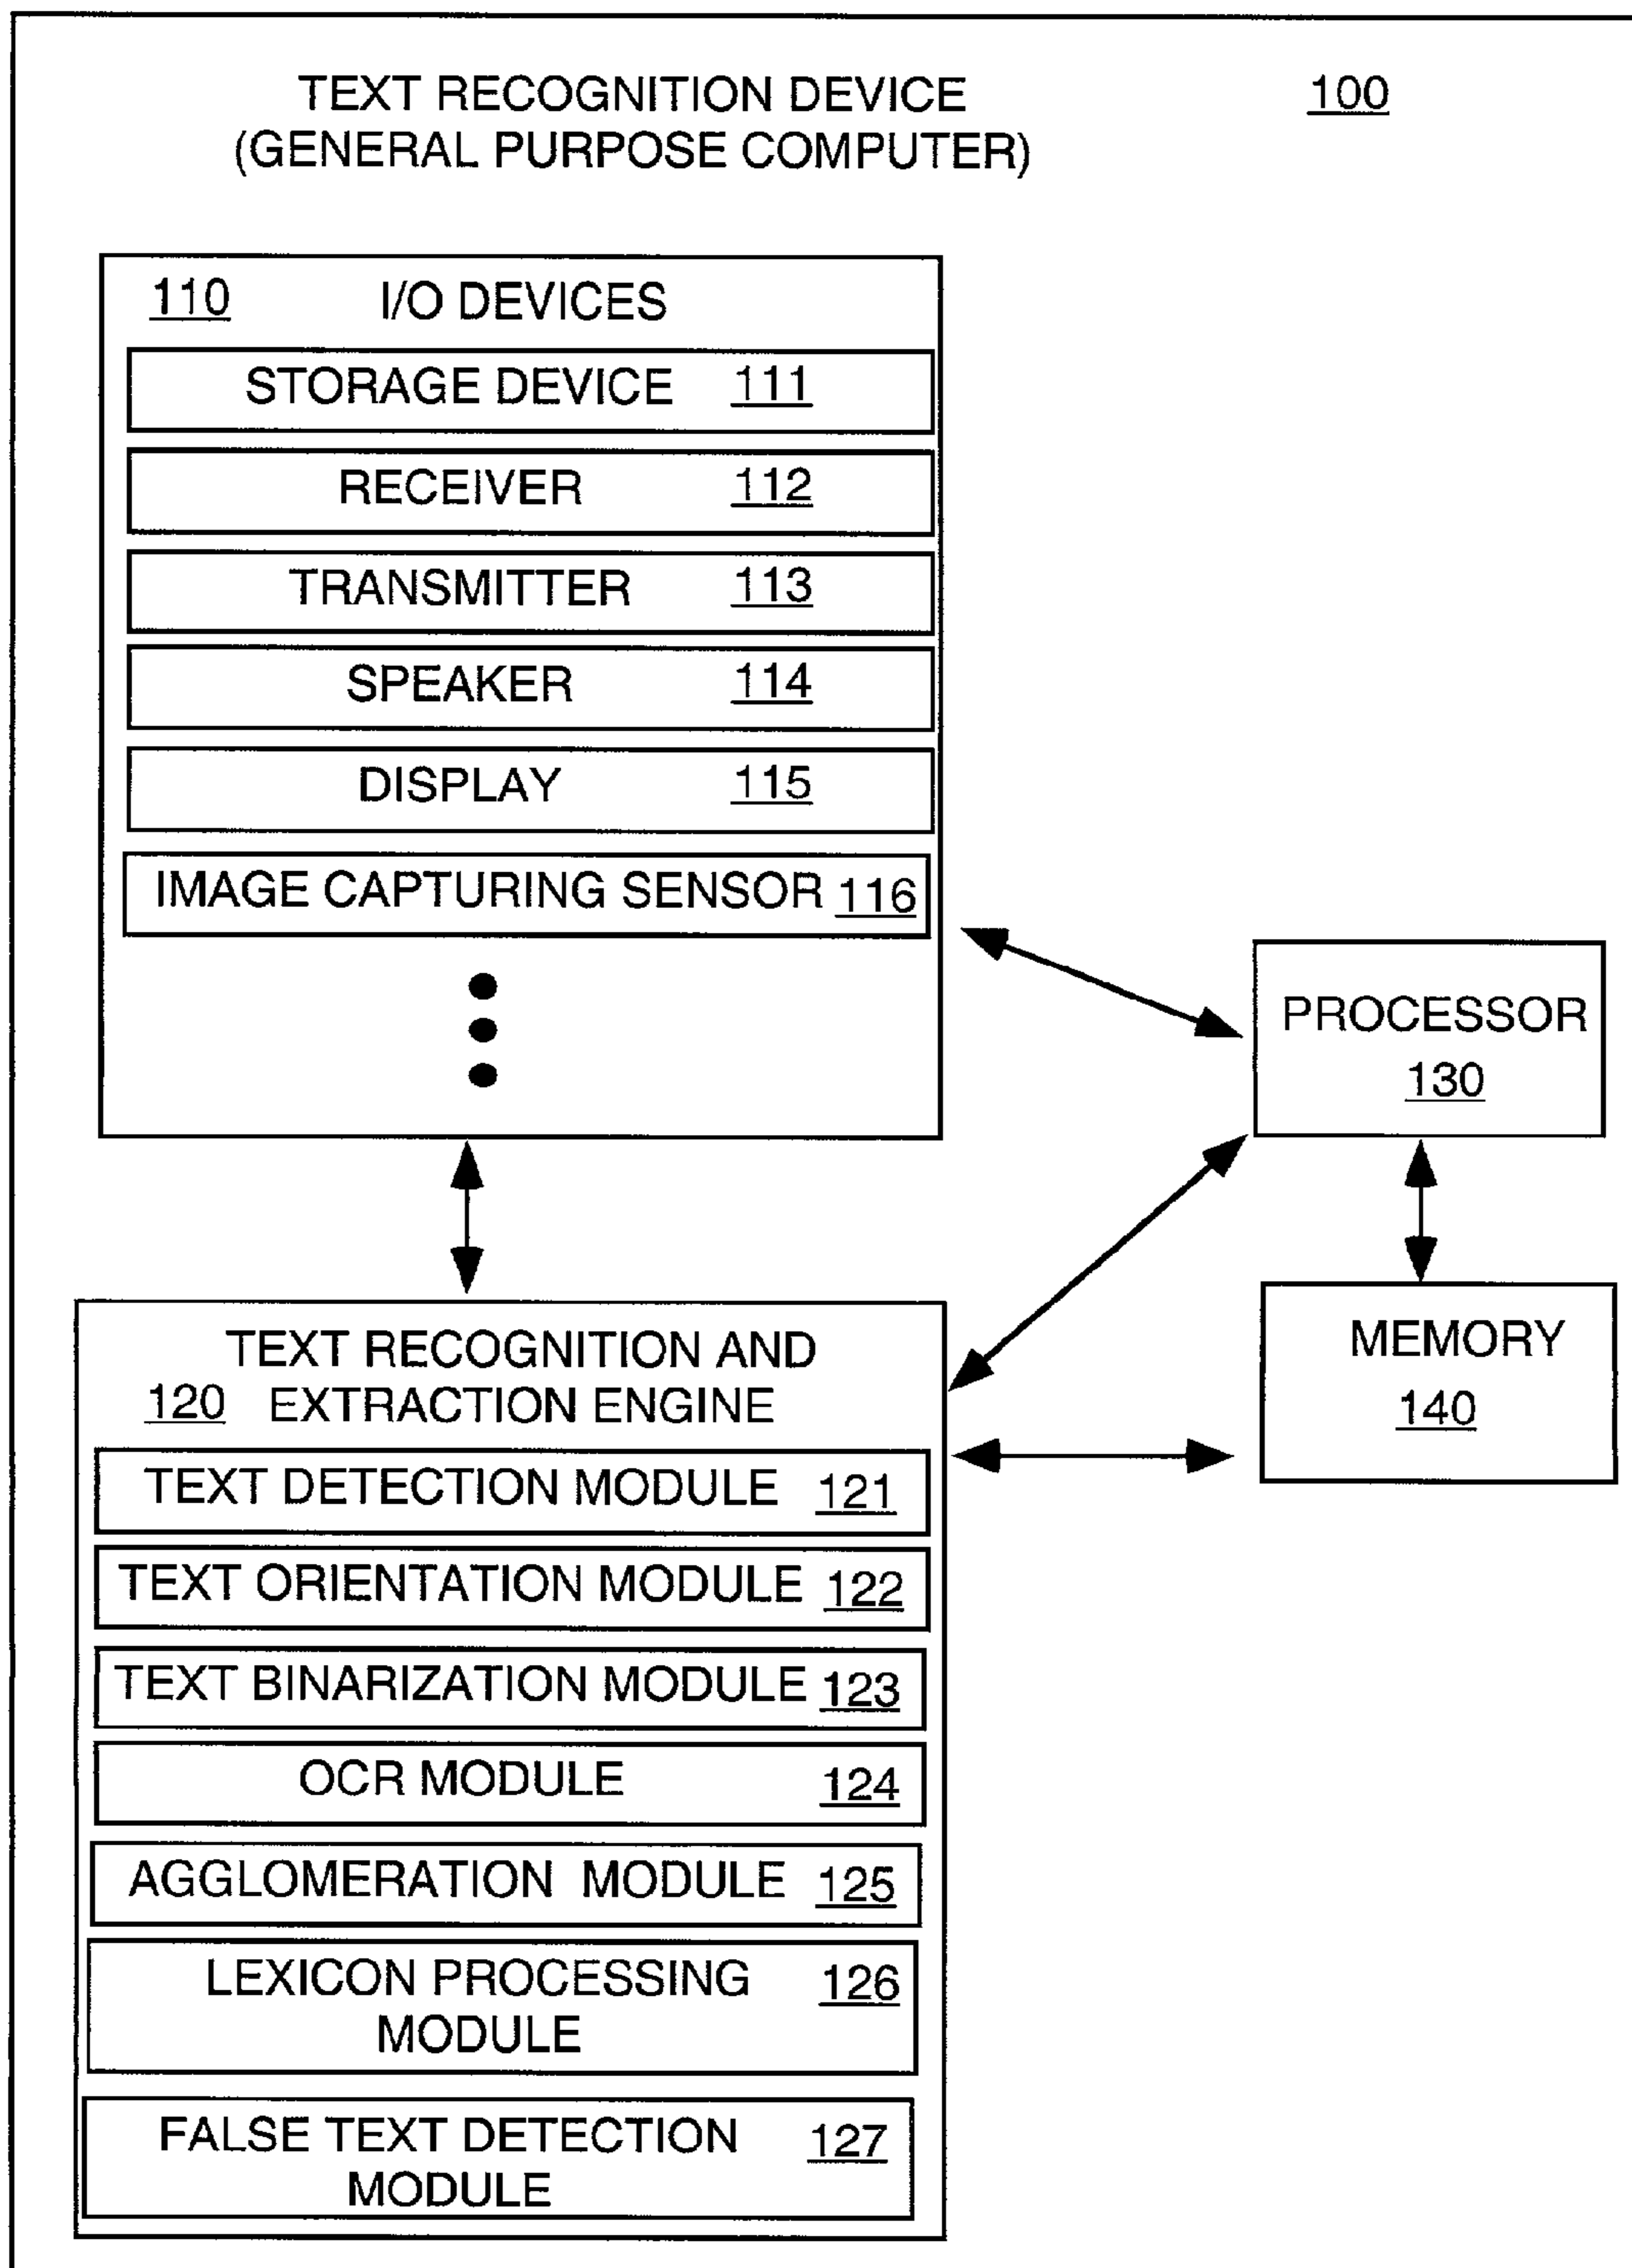 TEXT RECOGNITION DEVICE 100
(GENERAL PURPOSE COMPUTER)
110 I/O DEVICES
STORAGE DEVICE 111
RECEIVER 112
TRANSMITTER 113
SPEAKER 114
DISPLAY 115
IMAGE CAPTURING SENSOR 116
PROCESSOR
130
MEMORY
140
TEXT RECOGNITION AND
120 EXTRACTION ENGINE
TEXT DETECTION MODULE 121
TEXT ORIENTATION MODULE 122
TEXT BINARIZATION MODULE 123
OCR MODULE 124
AGGLOMERATION MODULE 125
LEXICON PROCESSING 126
MODULE
FALSE TEXT DETECTION 127
MODULE